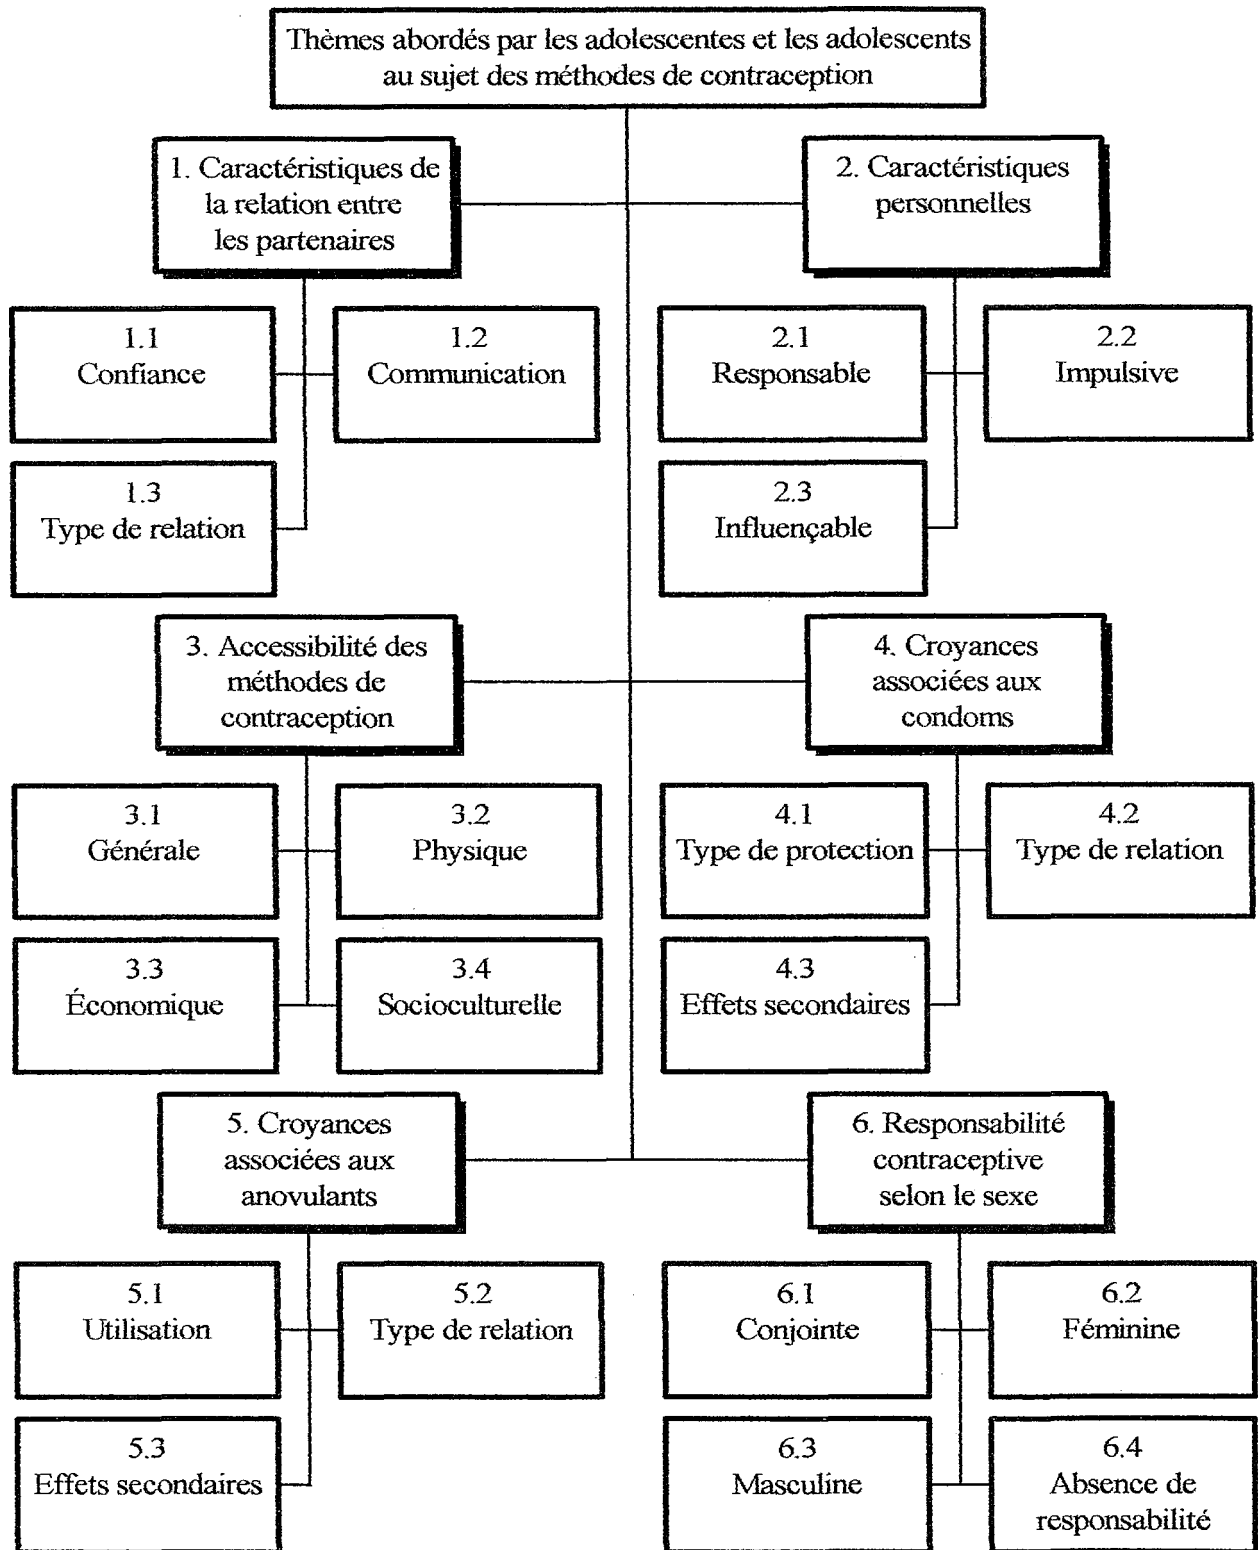 Thèmes abordés par les adolescentes et les adolescents
au sujet des méthodes de contraception
1. Caractéristiques de
la relation entre
les partenaires
2. Caractéristiques
personnelles
1.1
Confiance
1.2
Communication
2.1
Responsable
2.2
Impulsive
1.3
Type de relation
2.3
Influençable
3. Accessibilité des
méthodes de
contraception
4. Croyances
associées aux
condoms
3.1
Générale
3.2
Physique
4.1
Type de protection
4.2
Type de relation
3.3
Économique
3.4
Socioculturelle
4.3
Effets secondaires
5. Croyances
associées aux
anovulants
6. Responsabilité
contraceptive
selon le sexe
5.1
Utilisation
5.2
Type de relation
6.1
Conjointe
6.2
Féminine
5.3
Effets secondaires
6.3
Masculine
6.4
Absence de
responsabilité